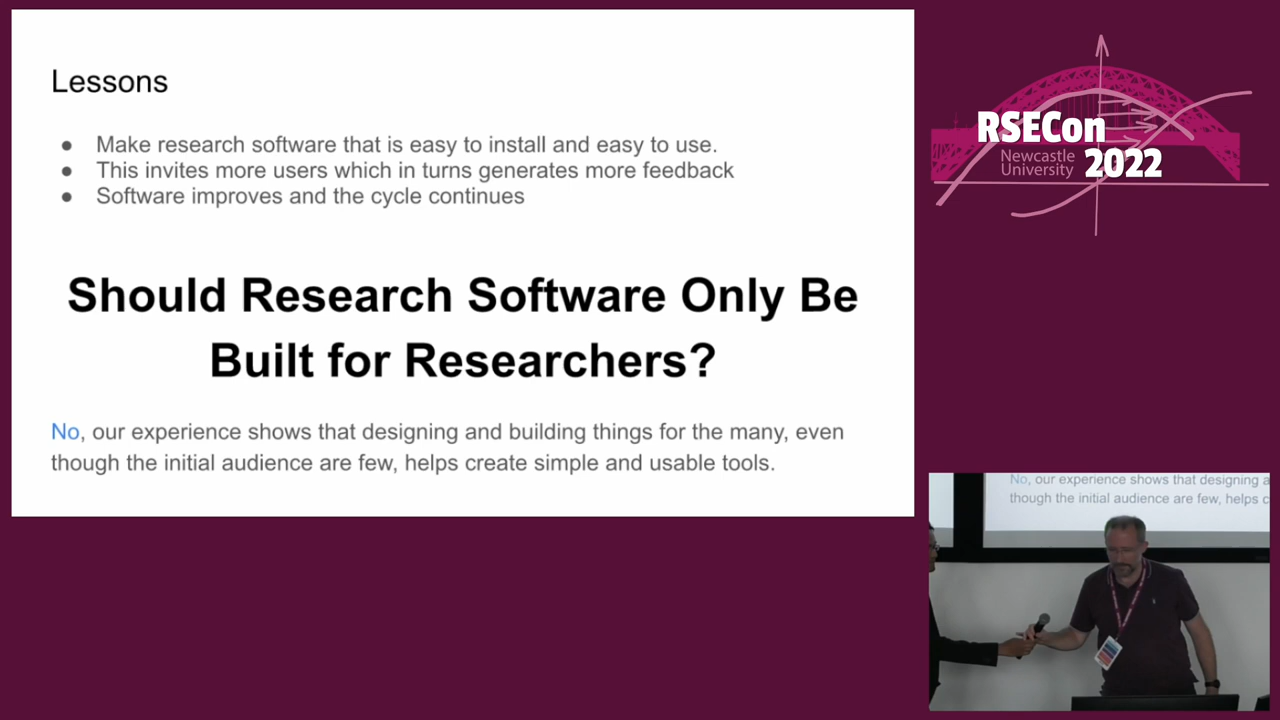 Lessons
● Make research software that is easy to install and easy to use.
● This invites more users which in turns generates more feedback
● Software improves and the cycle continues
Should Research Software Only Be
Built for Researchers?
No, our experience shows that designing and building things for the many, even
though the initial audience are few, helps create simple and usable tools.
RSECon
Newcastle
University 2022
No, our experience shows that designing a
though the initial audience are few, helps c